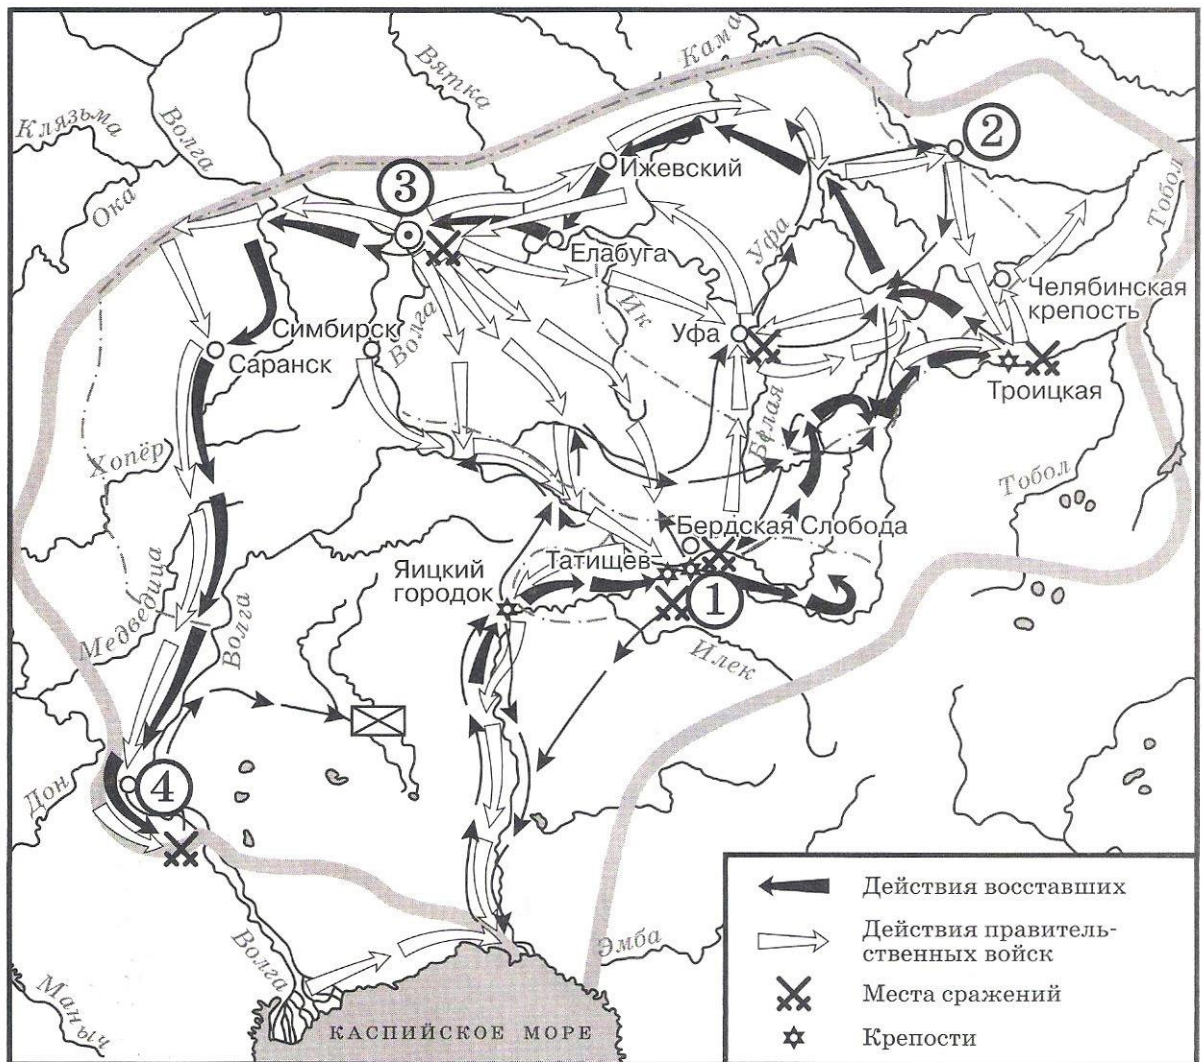 Клязьма
Волга
Вятка
Кама
Ока
Тобол
2
3
Ижевский
Елабуга
Уфа
Ик
Волга
Симбирск
Саранск
Уфа
Белая
Челябинская
крепость
Троицкая
Тобол
Хопёр
Медведица
Волга
Бердская Слобода
Татищев
Яицкий
городок
1
Илек
Дон
4
Волга
Маныч
Эмба
КАСПИЙСКОЕ МОРЕ
Действия восставших
Действия правитель-
ственных войск
Места сражений
Крепости